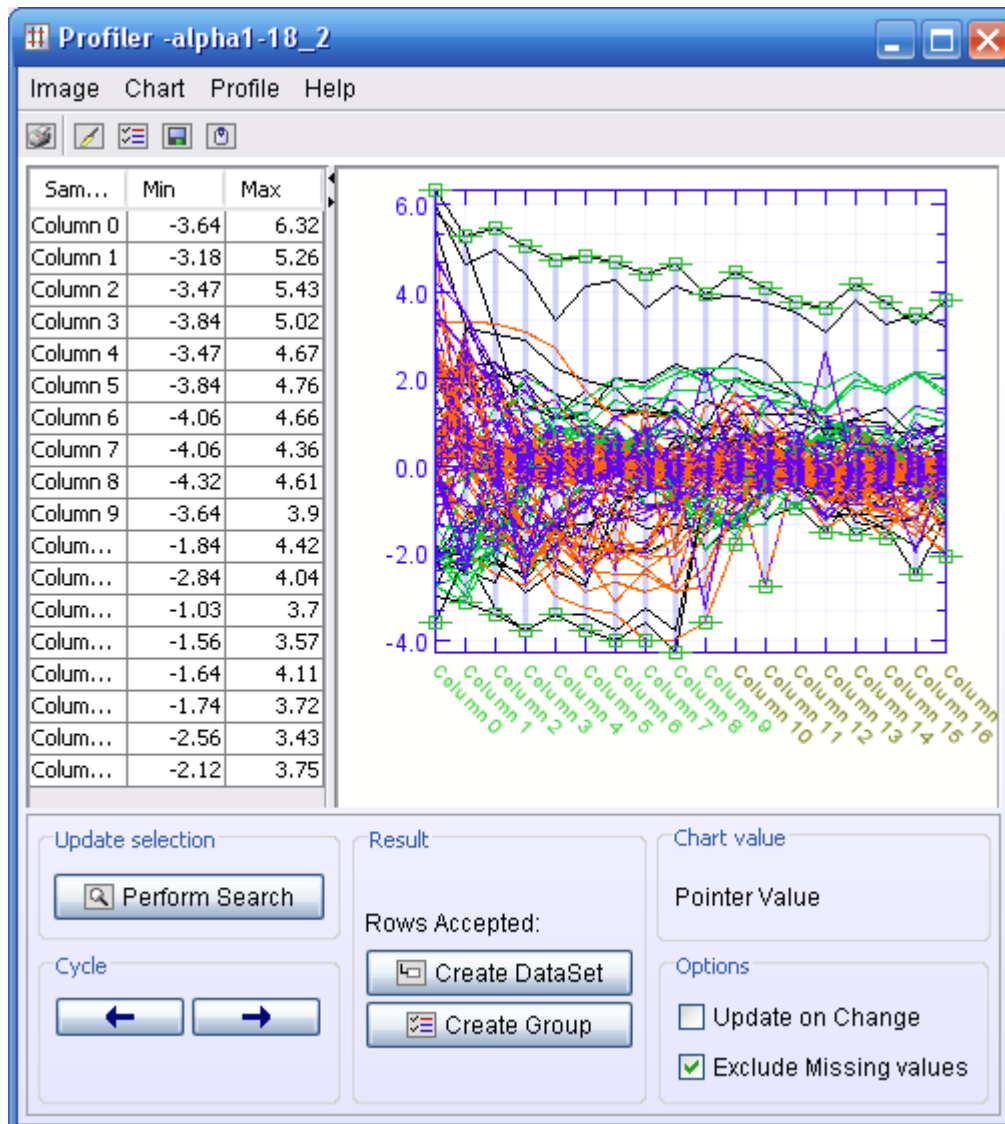 Profiler -alpha1-18_2
Image Chart Profile Help
Sam... Min Max
Column 0 -3.64 6.32
Column 1 -3.18 5.26
Column 2 -3.47 5.43
Column 3 -3.84 5.02
Column 4 -3.47 4.67
Column 5 -3.84 4.76
Column 6 -4.06 4.66
Column 7 -4.06 4.36
Column 8 -4.32 4.61
Column 9 -3.64 3.9
Colum... -1.84 4.42
Colum... -2.84 4.04
Colum... -1.03 3.7
Colum... -1.56 3.57
Colum... -1.64 4.11
Colum... -1.74 3.72
Colum... -2.56 3.43
Colum... -2.12 3.75
6.0
4.0
2.0
0.0
-2.0
-4.0
Column 0
Column 1
Column 2
Column 3
Column 4
Column 5
Column 6
Column 7
Column 8
Column 9
Column 10
Column 11
Column 12
Column 13
Column 14
Column 15
Column 16
Column
Update selection
Perform Search
Cycle
Result
Rows Accepted:
Create DataSet
Create Group
Chart value
Pointer Value
Options
Update on Change
Exclude Missing values